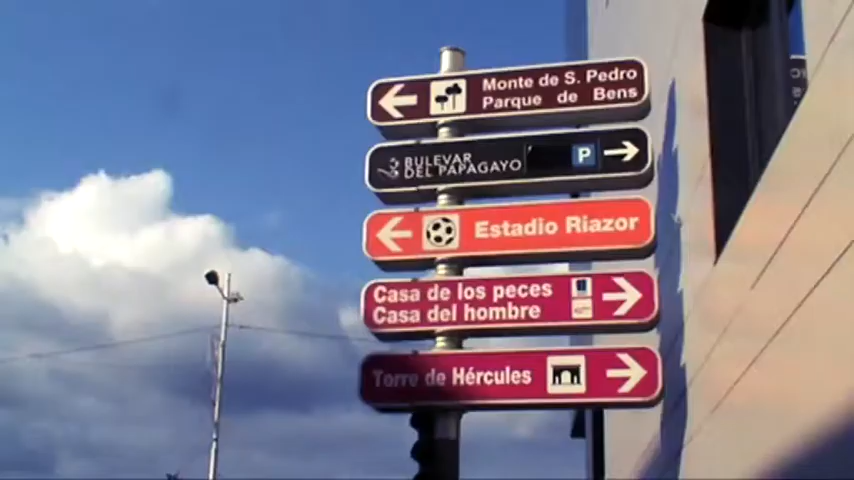 Monte de S. Pedro
Parque de Bens
BULEVAR
DEL PAPAGAYO
P
Estadio Riazor
Casa de los peces
Casa del hombre
Torre de Hércules